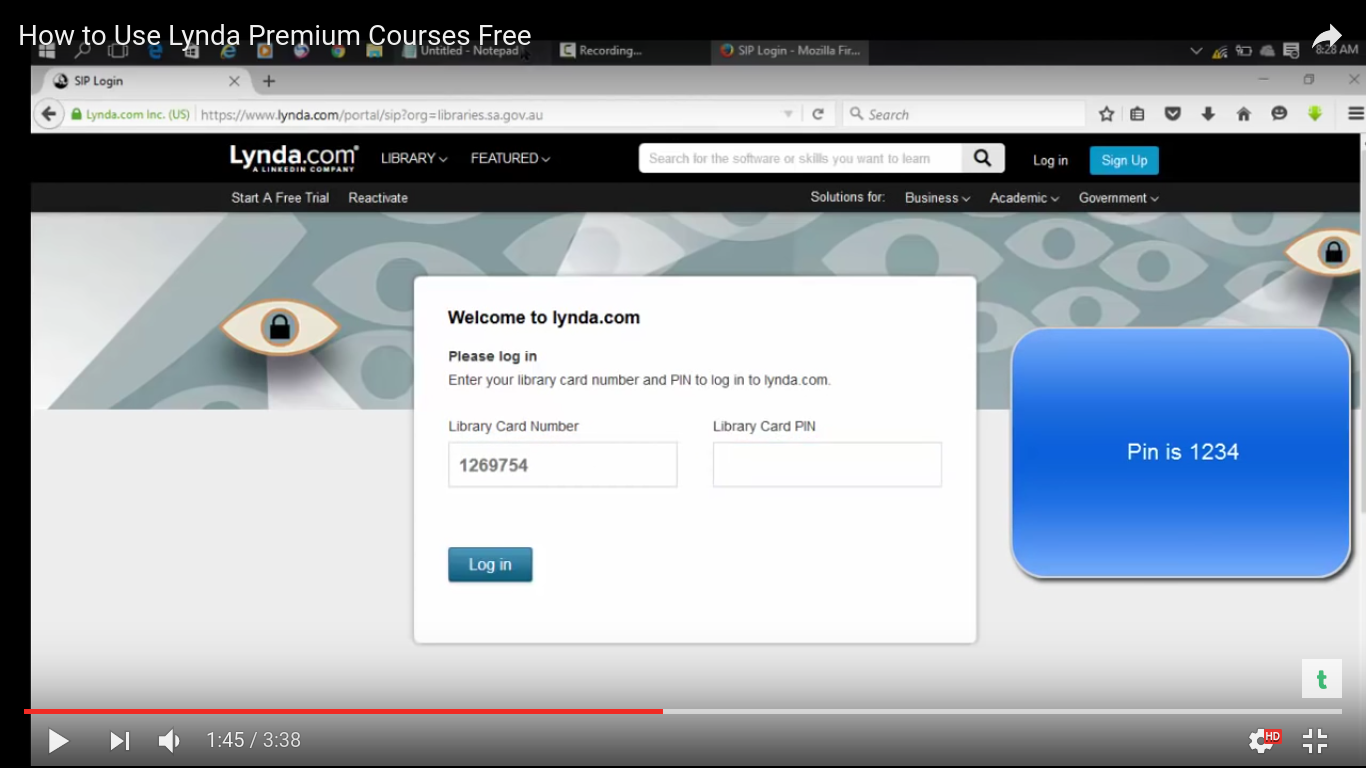 How to Use Lynda Premium Courses Free
Untitled - Notepad
Recording...
SIP Login - Mozilla Fir...
8:28 AM
SIP Login
Lynda.com Inc. (US)
https://www.lynda.com/portal/sip?org=libraries.sa.gov.au
Search
Lynda.com
A LINKEDIN COMPANY
LIBRARY
FEATURED
Search for the software or skills you want to learn
Log in
Sign Up
Start A Free Trial
Reactivate
Solutions for:
Business
Academic
Government
Welcome to lynda.com
Please log in
Enter your library card number and PIN to log in to lynda.com.
Library Card Number
Library Card PIN
1269754
Log in
Pin is 1234
t
1:45 / 3:38
HD